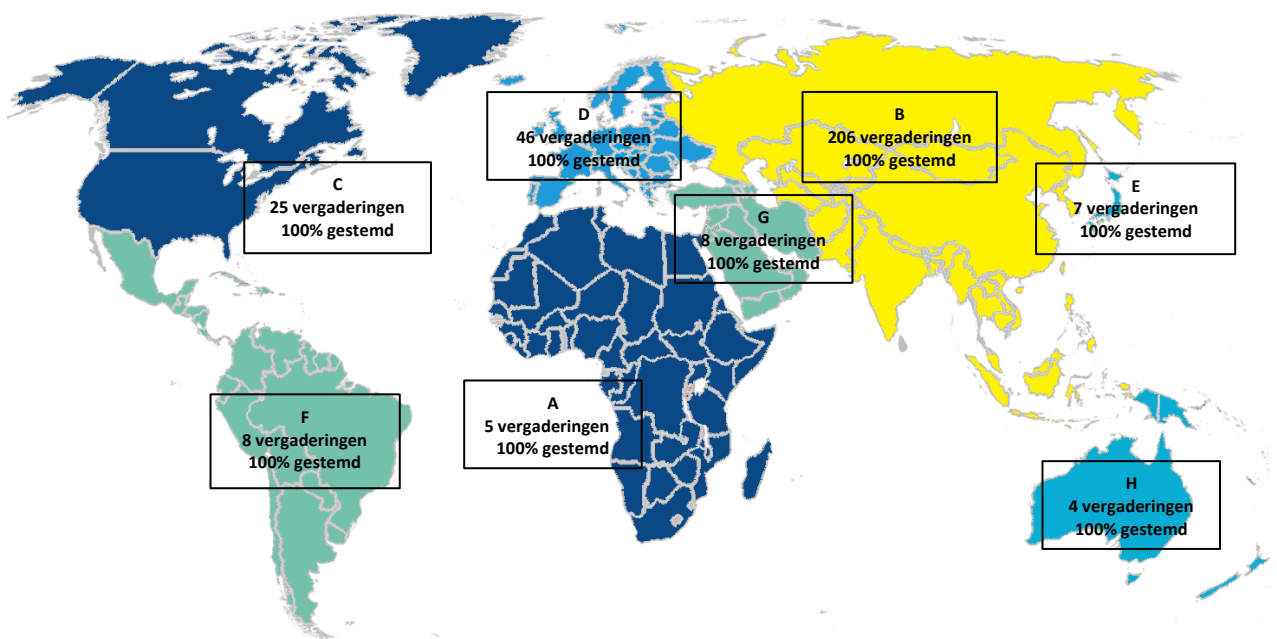 D
46 vergaderingen
100% gestemd
B
206 vergaderingen
100% gestemd
C
25 vergaderingen
100% gestemd
E
7 vergaderingen
100% gestemd
G
8 vergaderingen
100% gestemd
F
8 vergaderingen
100% gestemd
A
5 vergaderingen
100% gestemd
H
4 vergaderingen
100% gestemd